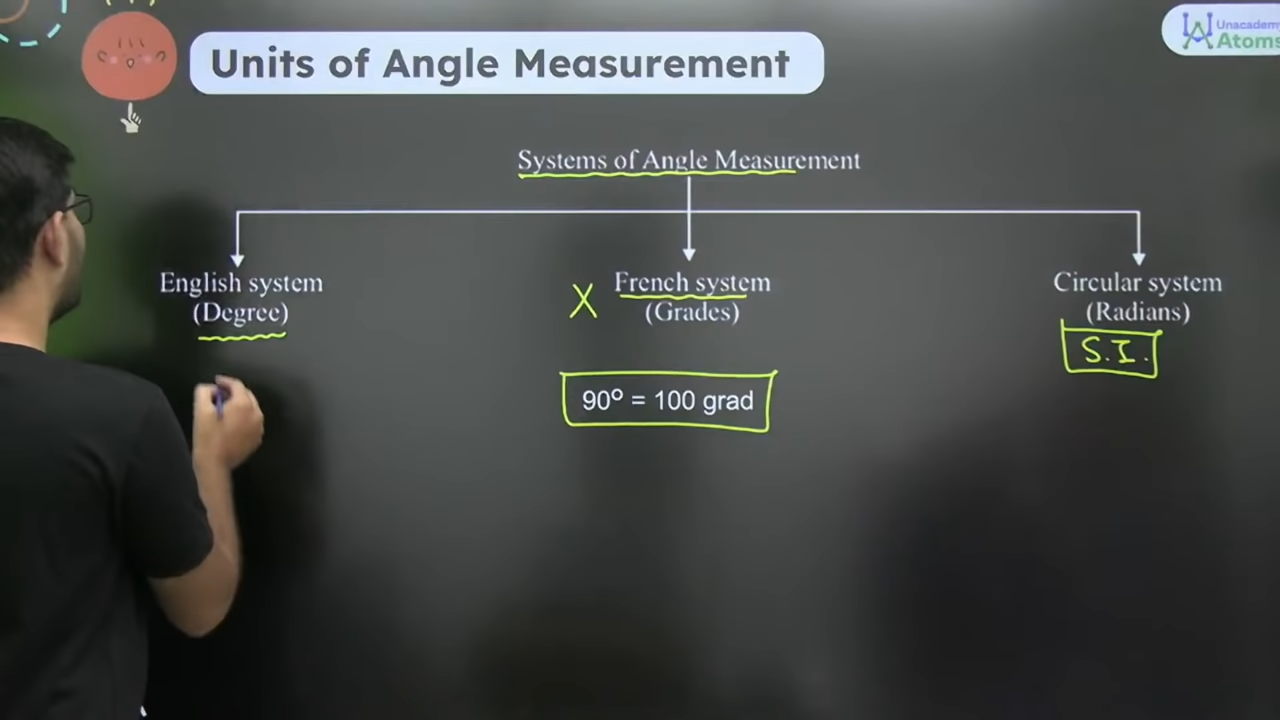 Units of Angle Measurement
Unacademy
Atoms
Systems of Angle Measurement
English system
(Degree)
X
French system
(Grades)
Circular system
(Radians)
S.I.
90º = 100 grad